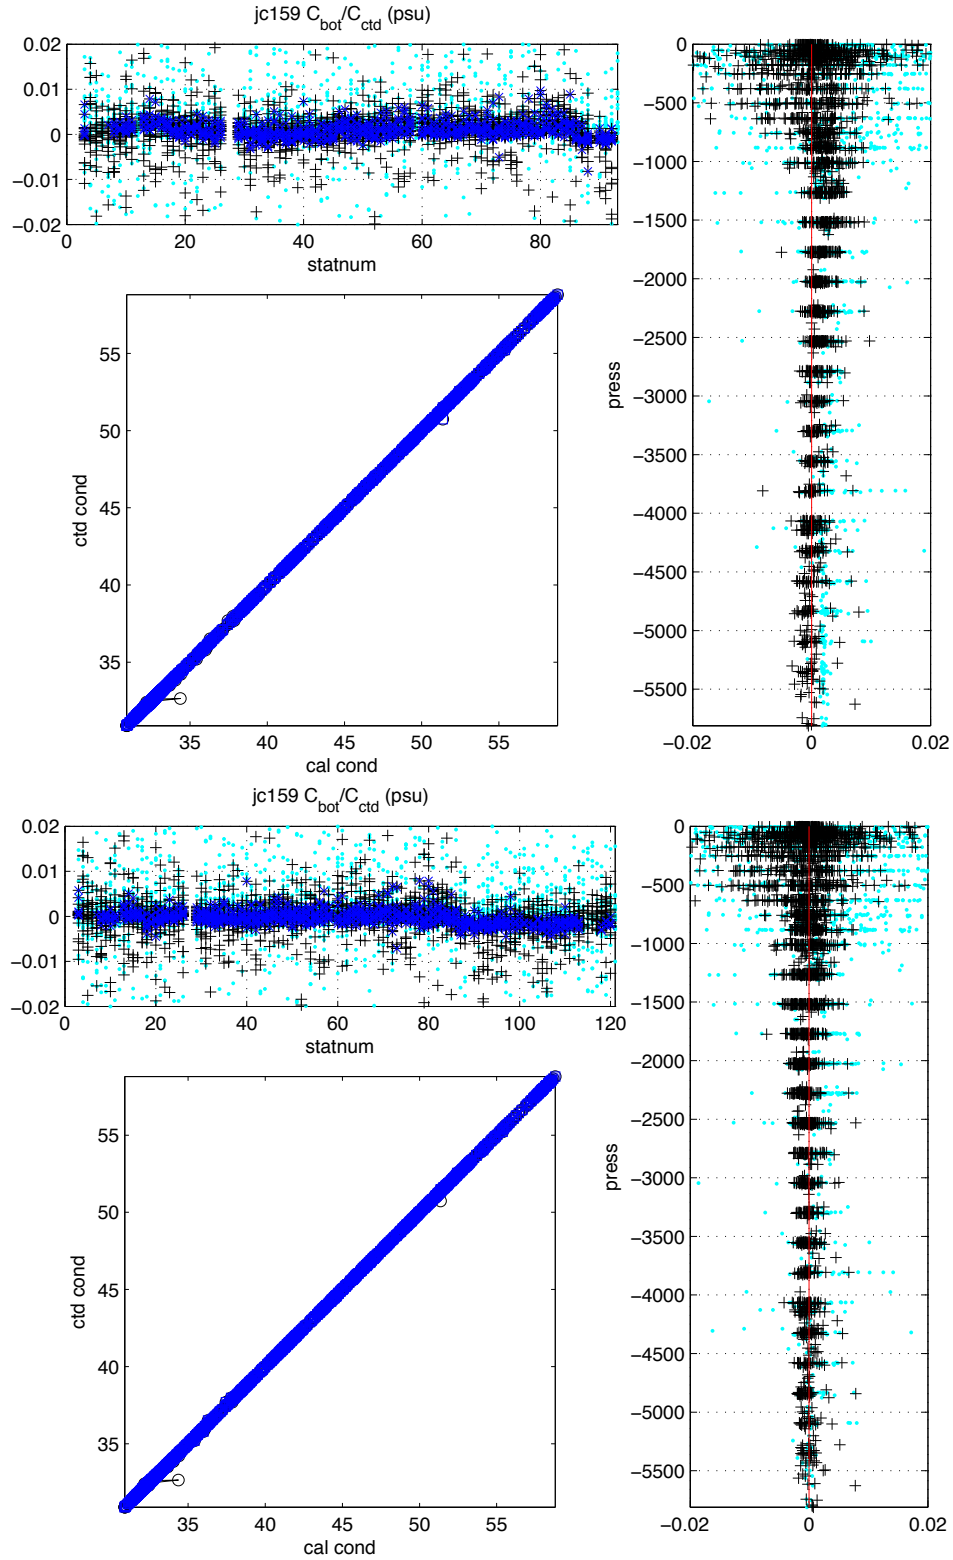 jc159 C_bot/C_ctd (psu)
0.02
0.01
0
−0.01
−0.02
0 20 40 60 80
statnum
55
50
45
40
35
ctd cond
35 40 45 50 55
cal cond
0
−500
−1000
−1500
−2000
−2500
−3000
−3500
−4000
−4500
−5000
−5500
press
−0.02 0 0.02
jc159 C_bot/C_ctd (psu)
0.02
0.01
0
−0.01
−0.02
0 20 40 60 80 100 120
statnum
55
50
45
40
35
ctd cond
35 40 45 50 55
cal cond
0
−500
−1000
−1500
−2000
−2500
−3000
−3500
−4000
−4500
−5000
−5500
press
−0.02 0 0.02